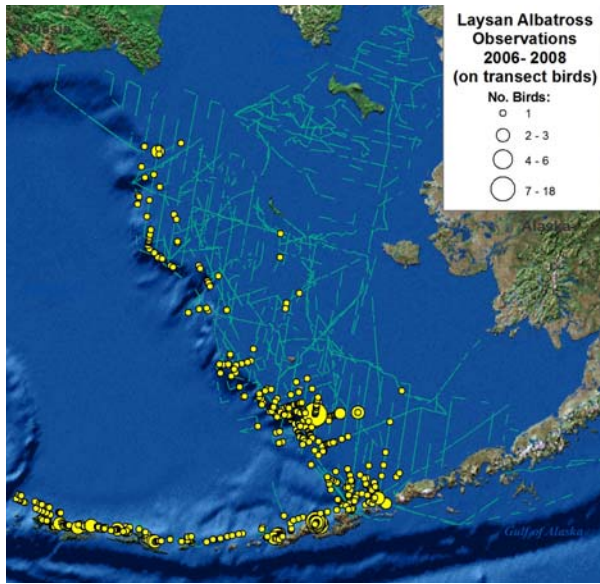 Laysan Albatross
Observations
2006- 2008
(on transect birds)
No. Birds:
1
2 - 3
4 - 6
7 - 18
Russia
Alaska
Gulf of Alaska